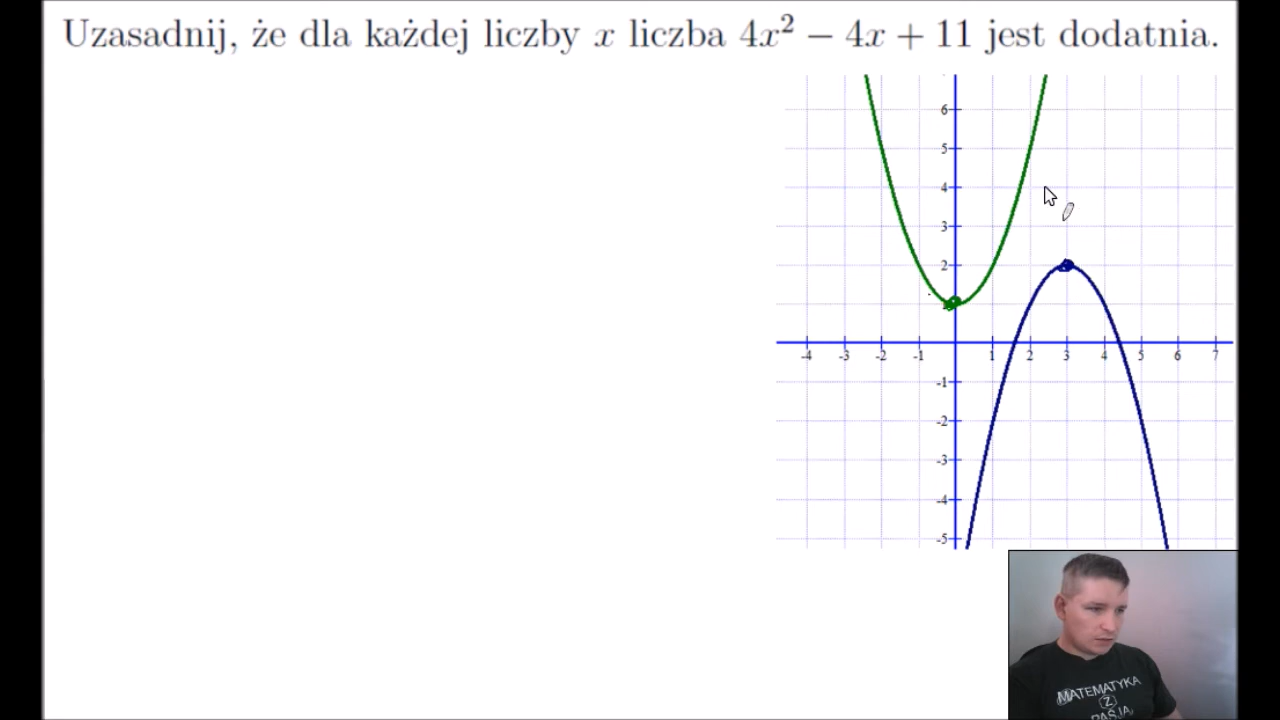 Uzasadnij, że dla każdej liczby x liczba 4x² − 4x + 11 jest dodatnia.
6
5
4
3
2
-4 -3 -2 -1 1 2 3 4 5 6 7
-1
-2
-3
-4
-5
MATEMATYKA
Z
PASJĄ